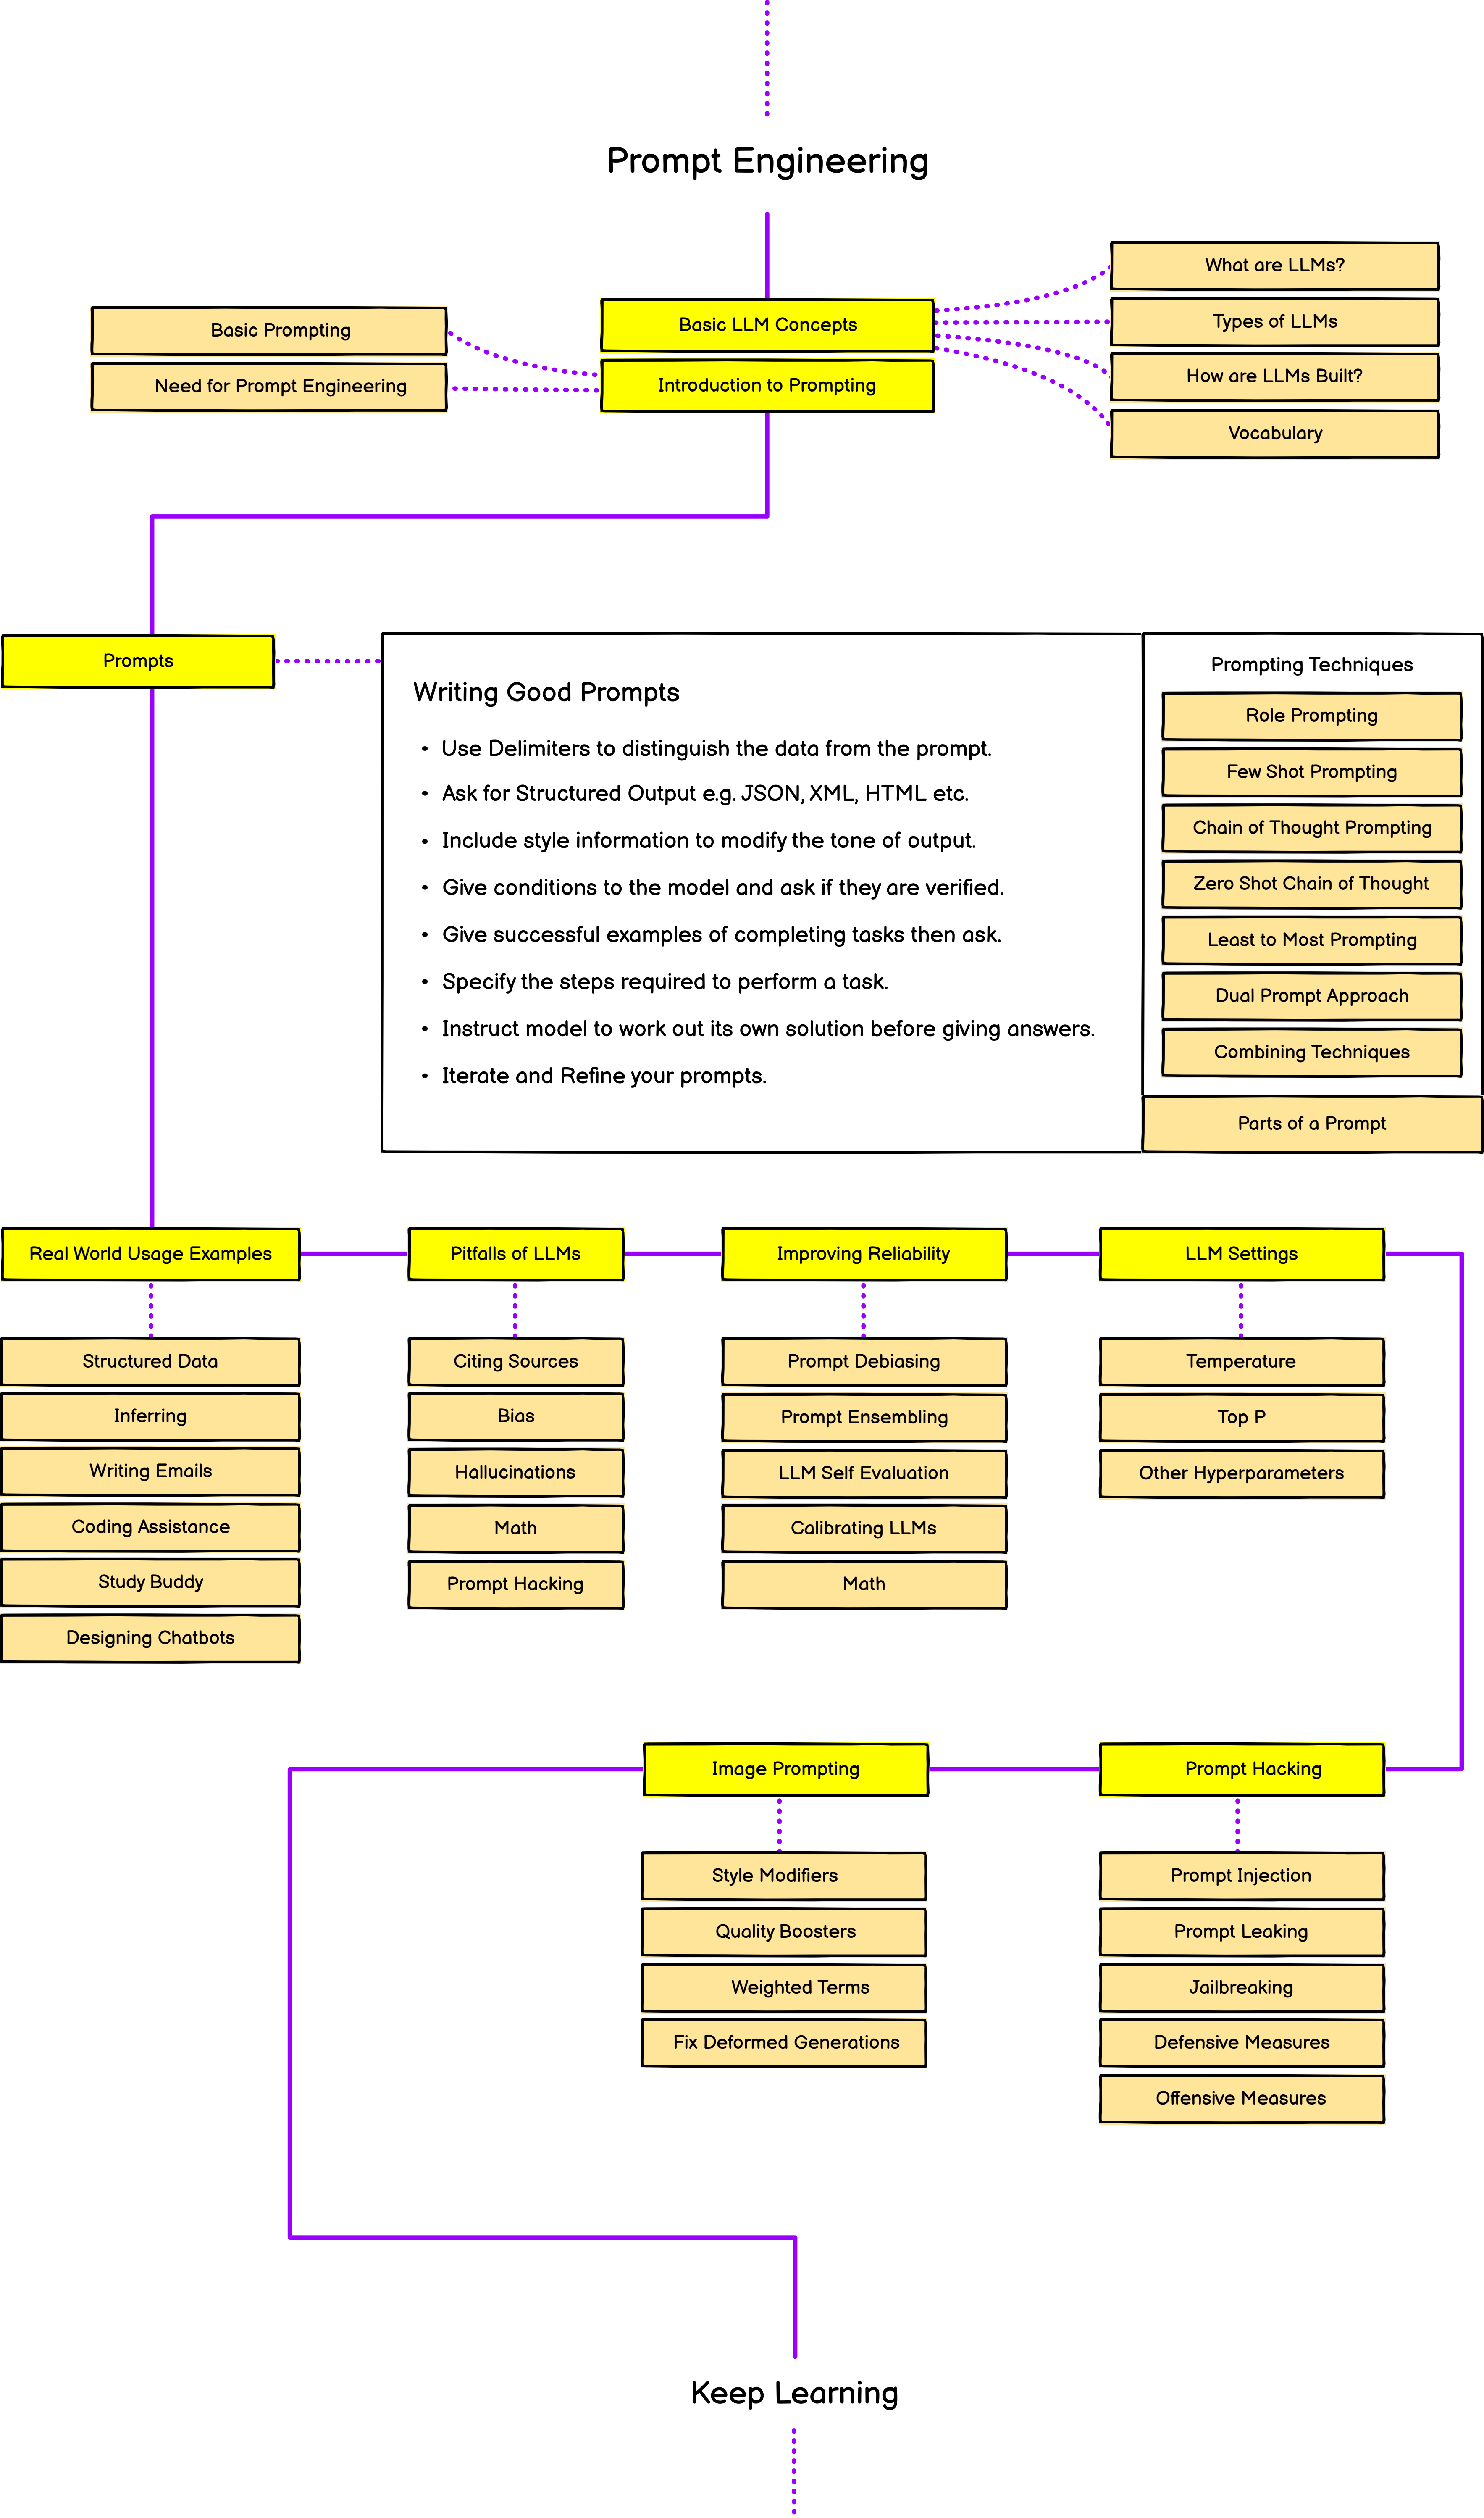 Prompt Engineering
Basic LLM Concepts
Introduction to Prompting
Basic Prompting
Need for Prompt Engineering
What are LLMs?
Types of LLMs
How are LLMs Built?
Vocabulary
Prompts
Writing Good Prompts
• Use Delimiters to distinguish the data from the prompt.
• Ask for Structured Output e.g. JSON, XML, HTML etc.
• Include style information to modify the tone of output.
• Give conditions to the model and ask if they are verified.
• Give successful examples of completing tasks then ask.
• Specify the steps required to perform a task.
• Instruct model to work out its own solution before giving answers.
• Iterate and Refine your prompts.
Prompting Techniques
Role Prompting
Few Shot Prompting
Chain of Thought Prompting
Zero Shot Chain of Thought
Least to Most Prompting
Dual Prompt Approach
Combining Techniques
Parts of a Prompt
Real World Usage Examples
Structured Data
Inferring
Writing Emails
Coding Assistance
Study Buddy
Designing Chatbots
Pitfalls of LLMs
Citing Sources
Bias
Hallucinations
Math
Prompt Hacking
Improving Reliability
Prompt Debiasing
Prompt Ensembling
LLM Self Evaluation
Calibrating LLMs
Math
LLM Settings
Temperature
Top P
Other Hyperparameters
Image Prompting
Style Modifiers
Quality Boosters
Weighted Terms
Fix Deformed Generations
Prompt Hacking
Prompt Injection
Prompt Leaking
Jailbreaking
Defensive Measures
Offensive Measures
Keep Learning